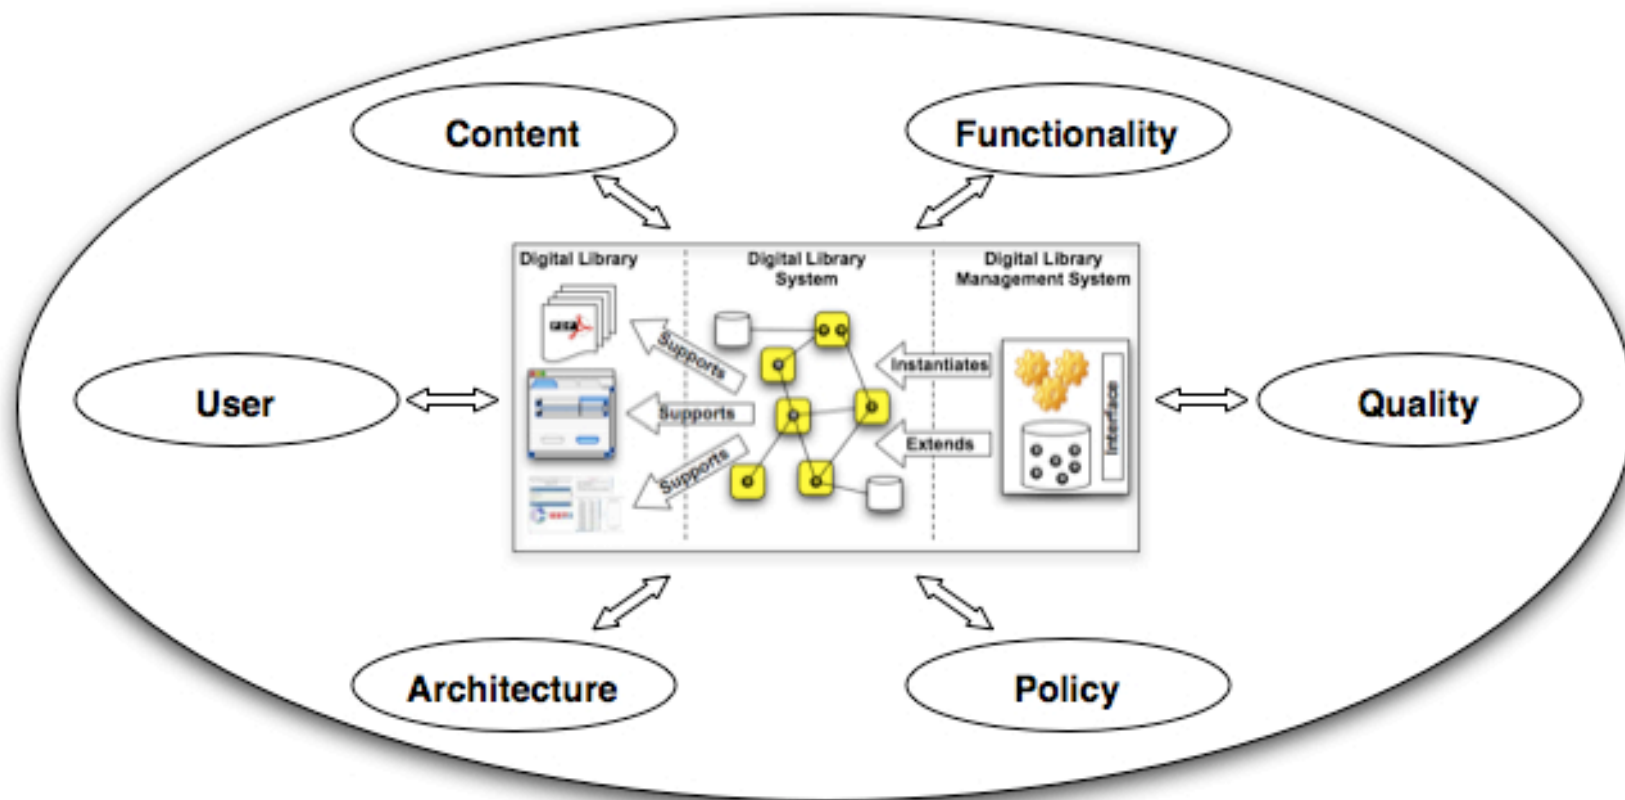 Content
Functionality
Digital Library
Digital Library
System
Digital Library
Management System
Supports
Supports
Supports
Instantiates
Extends
Interface
User
Quality
Architecture
Policy